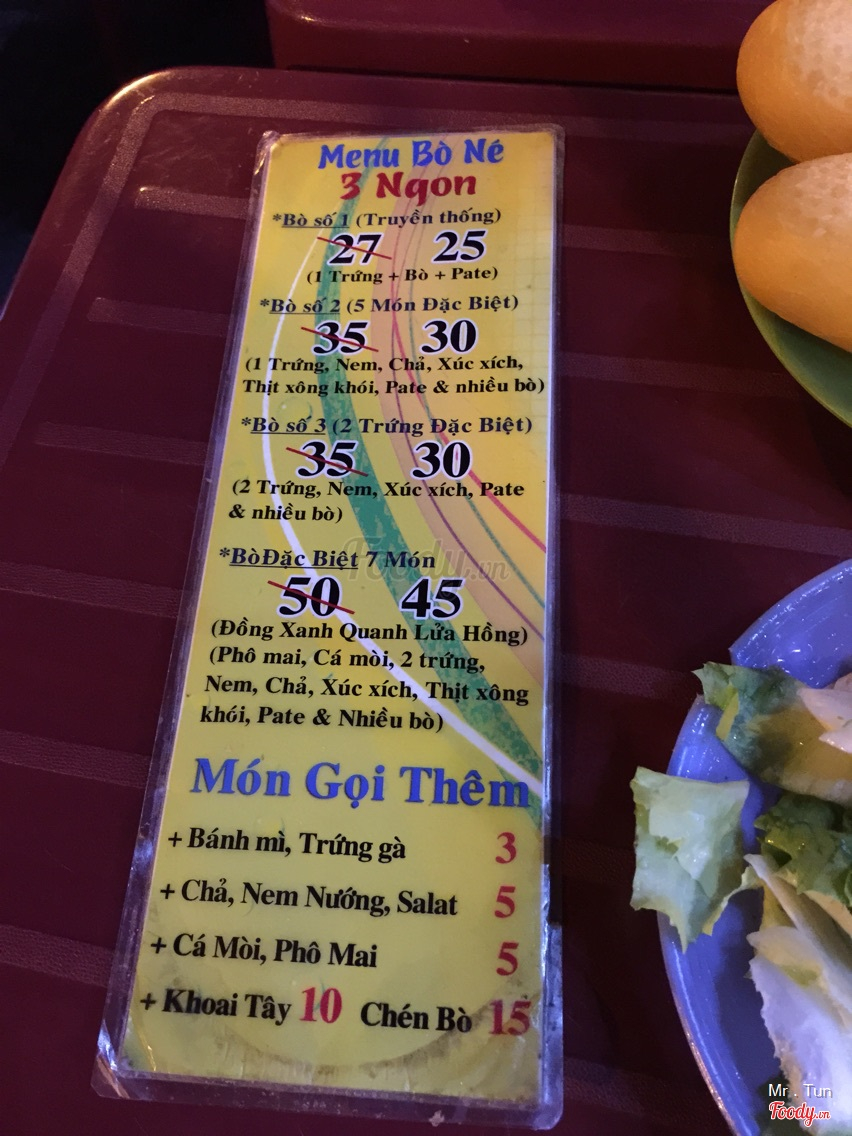 Menu Bò Né
3 Ngon
*Bò số 1 (Truyền thống)
27 25
(1 Trứng + Bò + Pate)
*Bò số 2 (5 Món Đặc Biệt)
35 30
(1 Trứng, Nem, Chả, Xúc xích,
Thịt xông khói, Pate & nhiều bò)
*Bò số 3 (2 Trứng Đặc Biệt)
35 30
(2 Trứng, Nem, Xúc xích, Pate
& nhiều bò)
*BòĐặc Biệt 7 Món
50 45
(Đồng Xanh Quanh Lửa Hồng)
(Phô mai, Cá mòi, 2 trứng,
Nem, Chả, Xúc xích, Thịt xông
khói, Pate & Nhiều bò)
Món Gọi Thêm
+ Bánh mì, Trứng gà 3
+ Chả, Nem Nướng, Salat 5
+ Cá Mòi, Phô Mai 5
+ Khoai Tây 10 Chén Bò 15
Foody.vn
Mr . Tun
Foody.vn